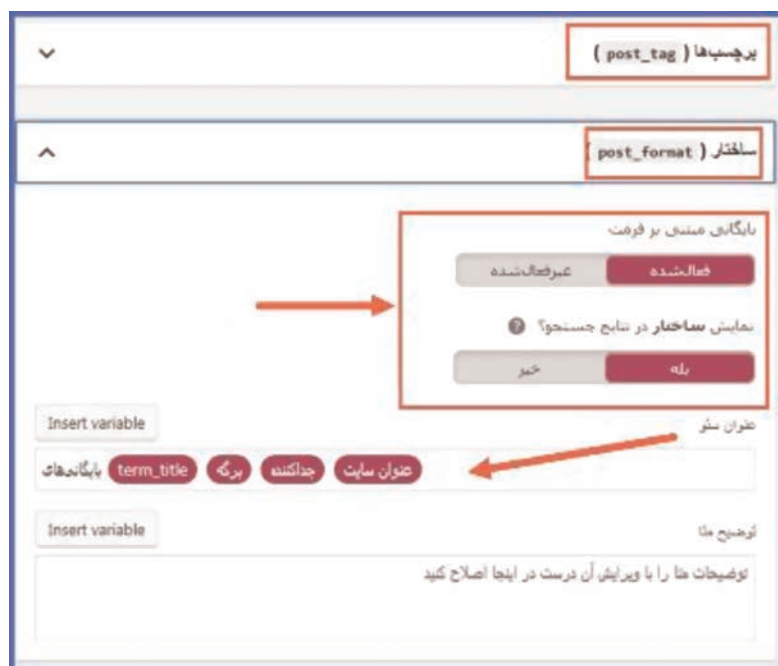 برچسب‌ها ( post_tag )
ساختار ( post_format )
بایگانی مبتنی بر فرمت
فعال‌شده غیرفعال‌شده
نمایش ساختار در نتایج جستجو؟
بله خیر
عنوان سئو Insert variable
بایگانی‌های term_title برگه جداکننده عنوان سایت
توضیح متا Insert variable
توضیحات متا را با ویرایش آن درست در اینجا اصلاح کنید